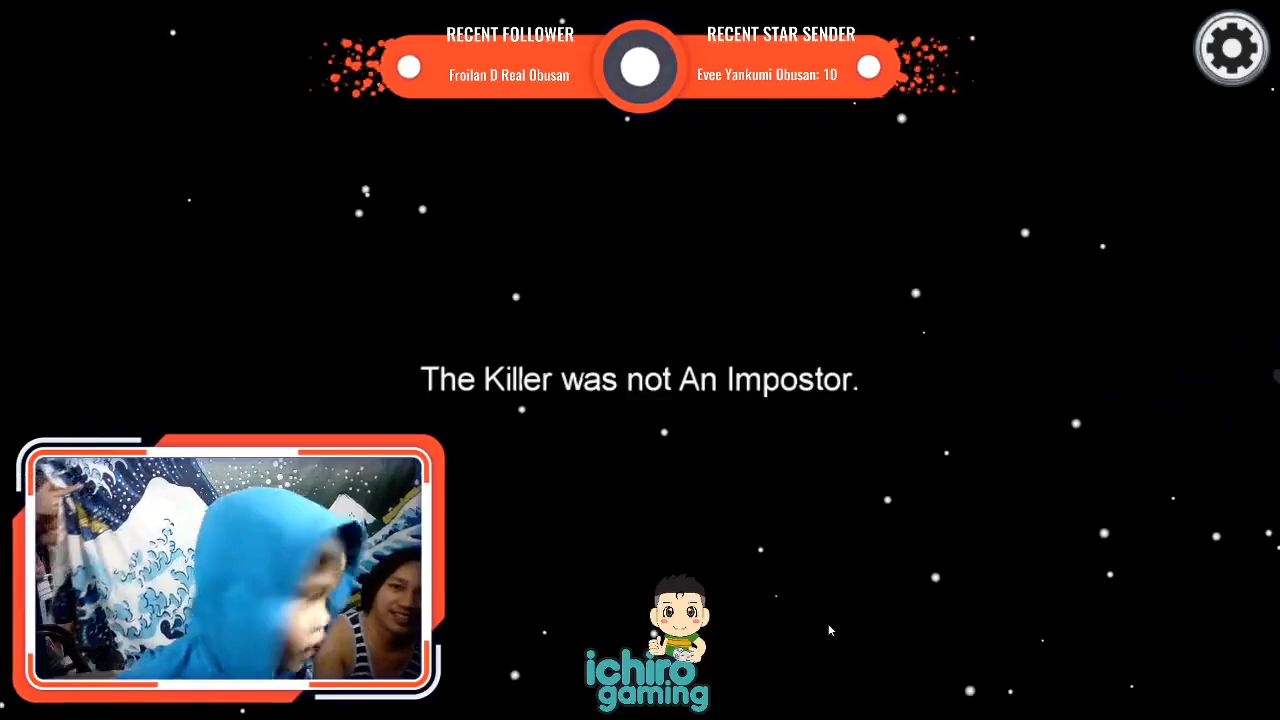 RECENT FOLLOWER
Froilan D Real Obusan
RECENT STAR SENDER
Evee Yankumi Obusan: 10
The Killer was not An Impostor.
ichiro
gaming